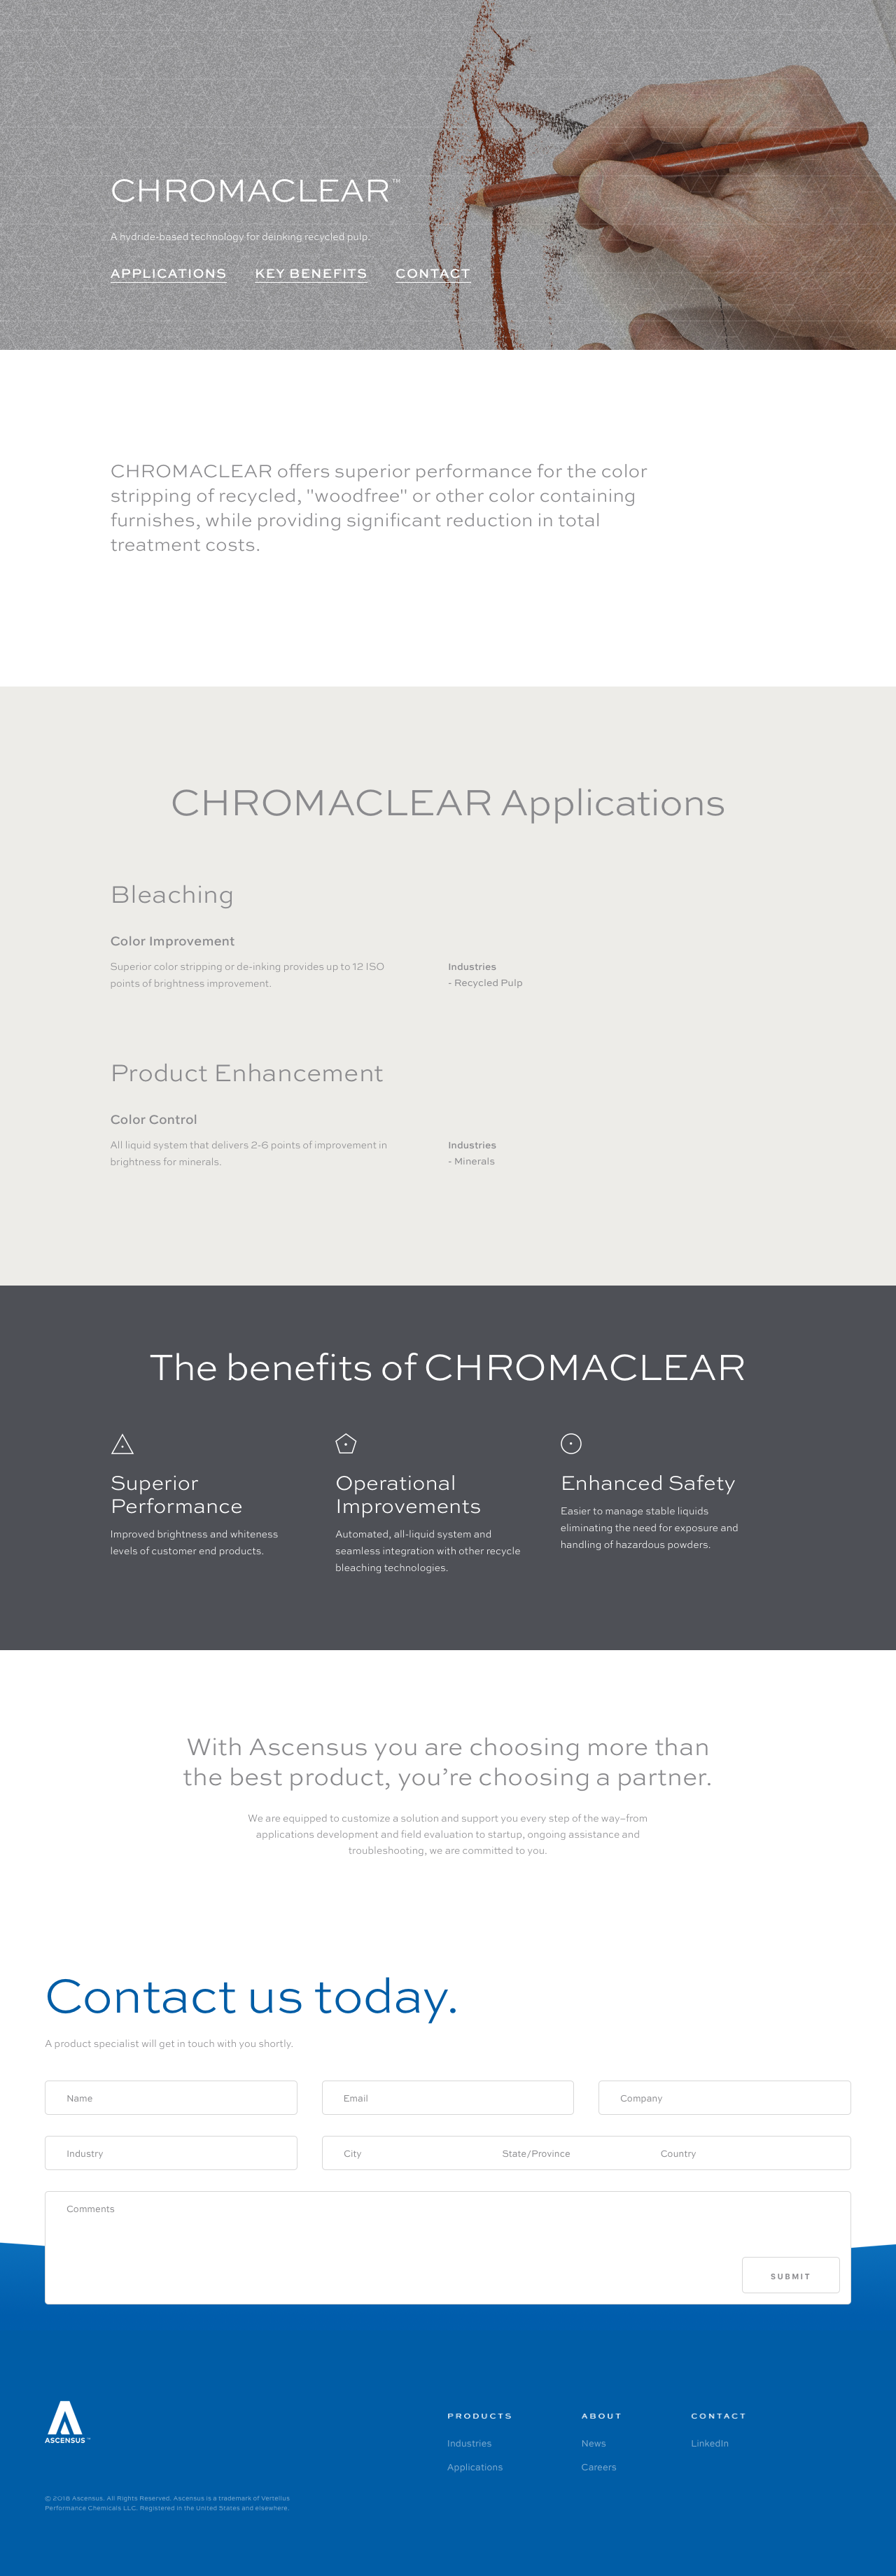 CHROMACLEAR™
A hydride-based technology for deinking recycled pulp.
APPLICATIONS KEY BENEFITS CONTACT
CHROMACLEAR offers superior performance for the color
stripping of recycled, "woodfree" or other color containing
furnishes, while providing significant reduction in total
treatment costs.
CHROMACLEAR Applications
Bleaching
Color Improvement
Superior color stripping or de-inking provides up to 12 ISO
points of brightness improvement.
Industries
- Recycled Pulp
Product Enhancement
Color Control
All liquid system that delivers 2-6 points of improvement in
brightness for minerals.
Industries
- Minerals
The benefits of CHROMACLEAR
Superior
Performance
Improved brightness and whiteness
levels of customer end products.
Operational
Improvements
Automated, all-liquid system and
seamless integration with other recycle
bleaching technologies.
Enhanced Safety
Easier to manage stable liquids
eliminating the need for exposure and
handling of hazardous powders.
With Ascensus you are choosing more than
the best product, you’re choosing a partner.
We are equipped to customize a solution and support you every step of the way–from
applications development and field evaluation to startup, ongoing assistance and
troubleshooting, we are committed to you.
Contact us today.
A product specialist will get in touch with you shortly.
Name Email Company
Industry City State/Province Country
Comments
SUBMIT
ASCENSUS™
PRODUCTS
Industries
Applications
ABOUT
News
Careers
CONTACT
LinkedIn
© 2018 Ascensus. All Rights Reserved. Ascensus is a trademark of Vertellus
Performance Chemicals LLC. Registered in the United States and elsewhere.